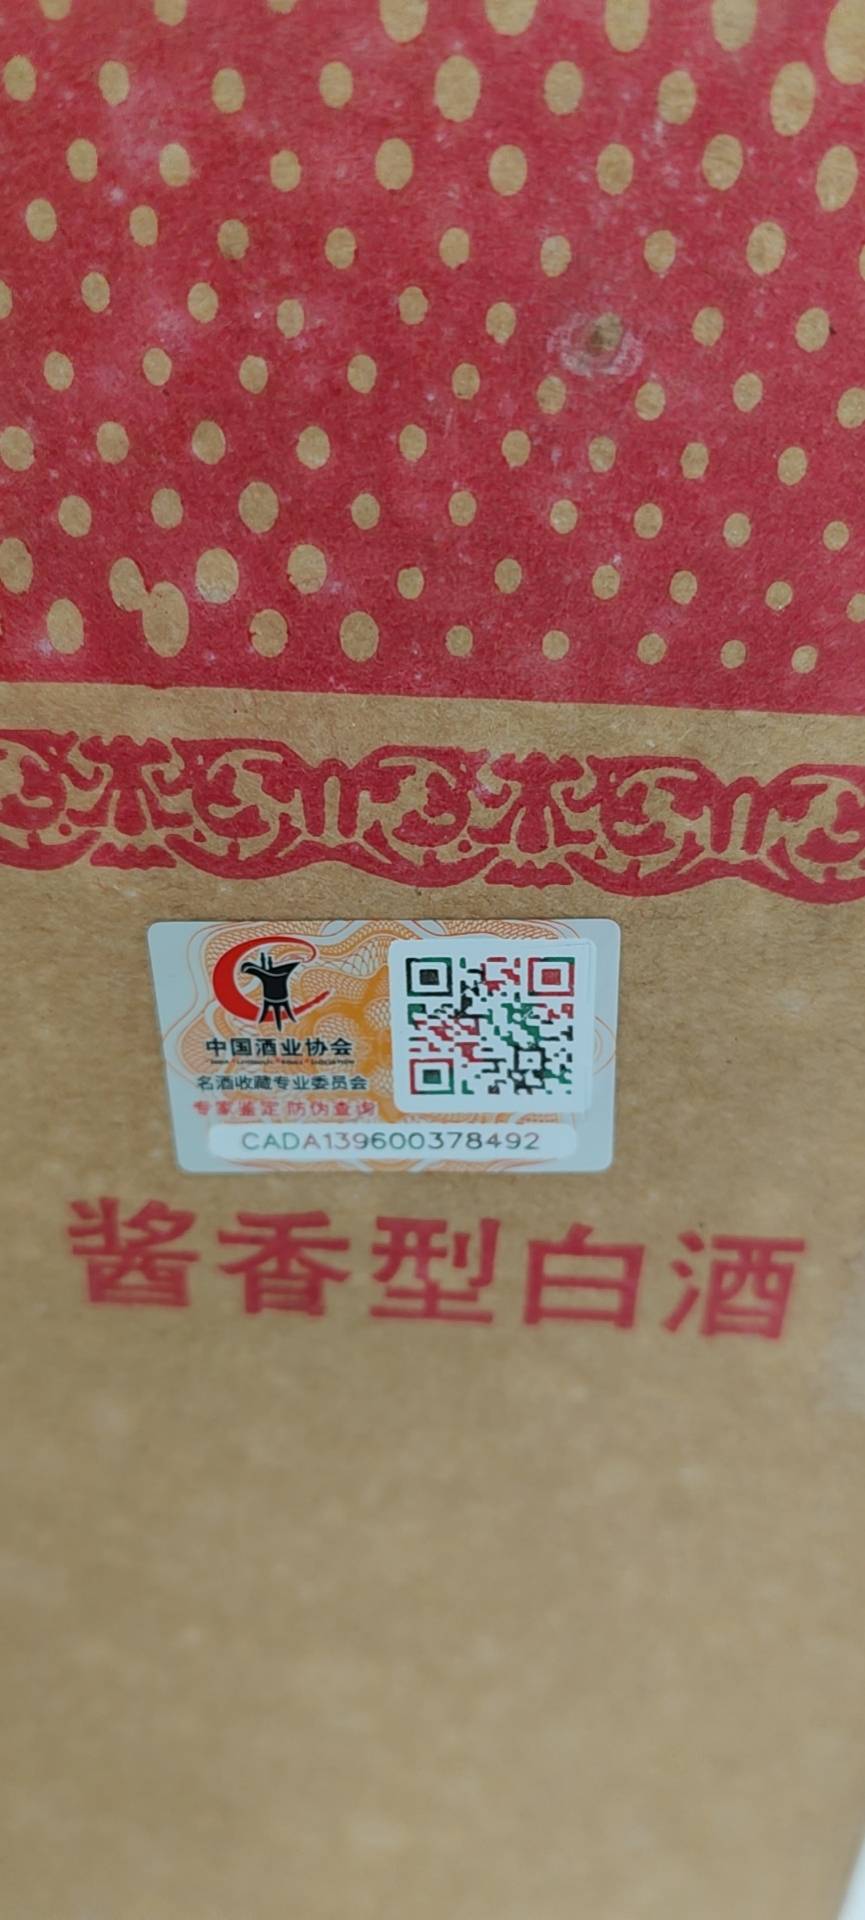 中国酒业协会
名酒收藏专业委员会
专家鉴定 防伪查询
CADA139600378492
酱香型白酒